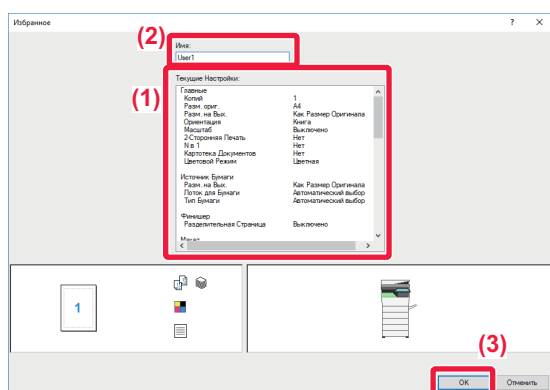 Избранное ? ×
(2)
Имя:
User1
(1)
Текущие Настройки:
Главные
Копий 1
Разм. ориг. A4
Разм. на Вых. Как Размер Оригинала
Ориентация Книга
Масштаб Выключено
2-Сторонняя Печать Нет
N в 1 Нет
Картотека Документов Нет
Цветовой Режим Цветная
Источник Бумаги
Разм. на Вых. Как Размер Оригинала
Поток для Бумаги Автоматический выбор
Тип Бумаги Автоматический выбор
Финишер
Разделительная Страница Выключено
Макет
1
(3)
OK Отменить